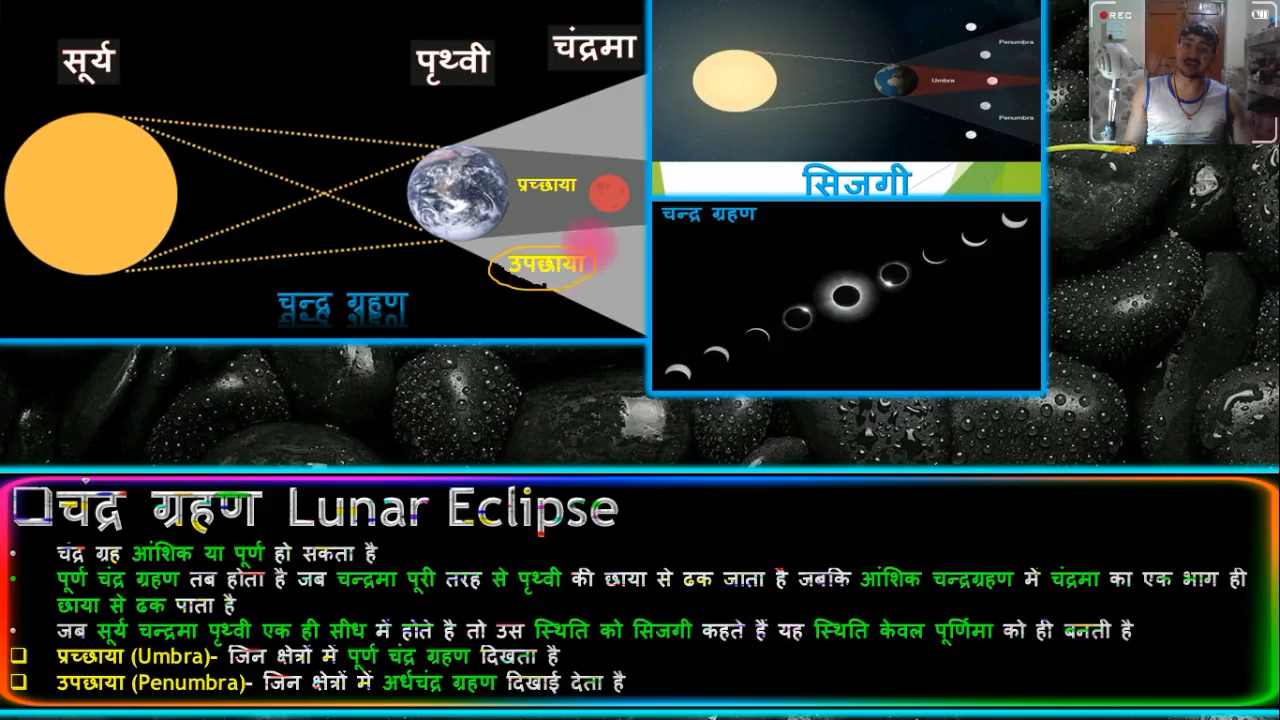 सूर्य
पृथ्वी
चंद्रमा
प्रच्छाया
उपछाया
चन्द्र ग्रहण
Penumbra
Umbra
Penumbra
सिजगी
चन्द्र ग्रहण
REC
❑चंद्र ग्रहण Lunar Eclipse
• चंद्र ग्रह आंशिक या पूर्ण हो सकता है
• पूर्ण चंद्र ग्रहण तब होता है जब चन्द्रमा पूरी तरह से पृथ्वी की छाया से ढक जाता है जबकि आंशिक चन्द्रग्रहण में चंद्रमा का एक भाग ही
छाया से ढक पाता है
• जब सूर्य चन्द्रमा पृथ्वी एक ही सीध में होते है तो उस स्थिति को सिजगी कहते हैं यह स्थिति केवल पूर्णिमा को ही बनती है
❑ प्रच्छाया (Umbra)- जिन क्षेत्रों में पूर्ण चंद्र ग्रहण दिखता है
❑ उपछाया (Penumbra)- जिन क्षेत्रों में अर्धचंद्र ग्रहण दिखाई देता है